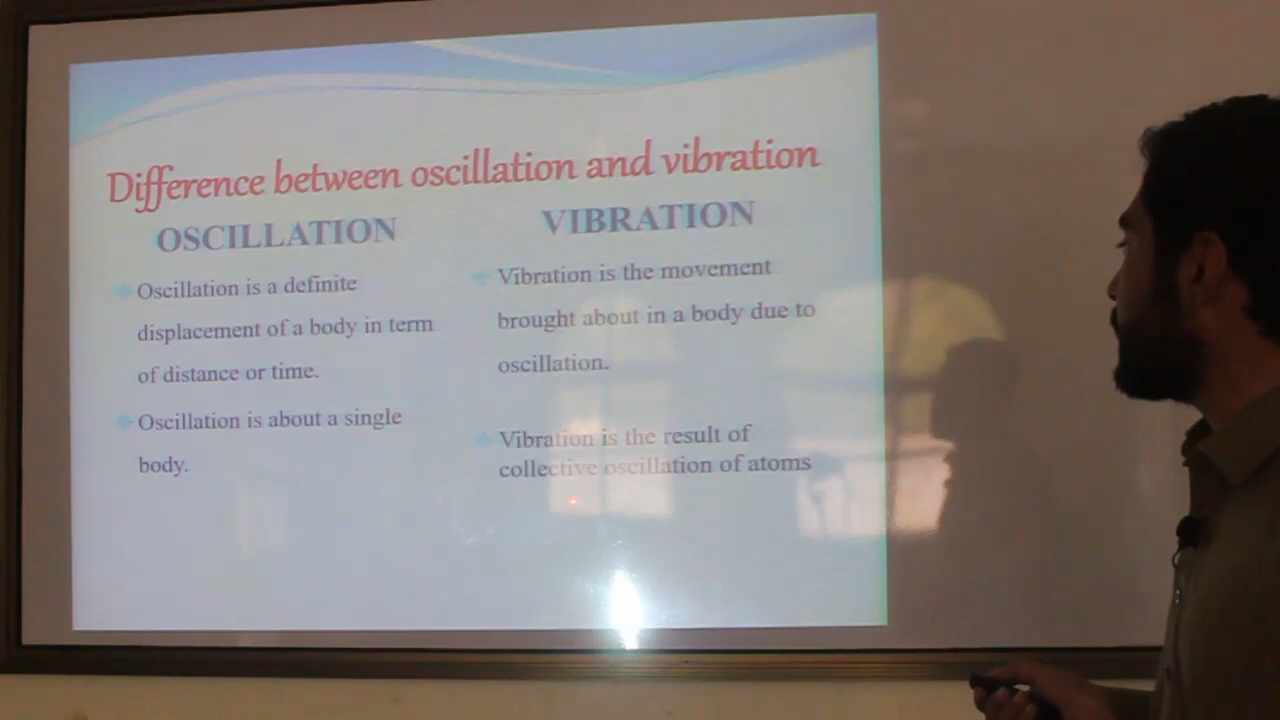 Difference between oscillation and vibration
OSCILLATION
Oscillation is a definite
displacement of a body in term
of distance or time.
Oscillation is about a single
body.
VIBRATION
Vibration is the movement
brought about in a body due to
oscillation.
Vibration is the result of
collective oscillation of atoms